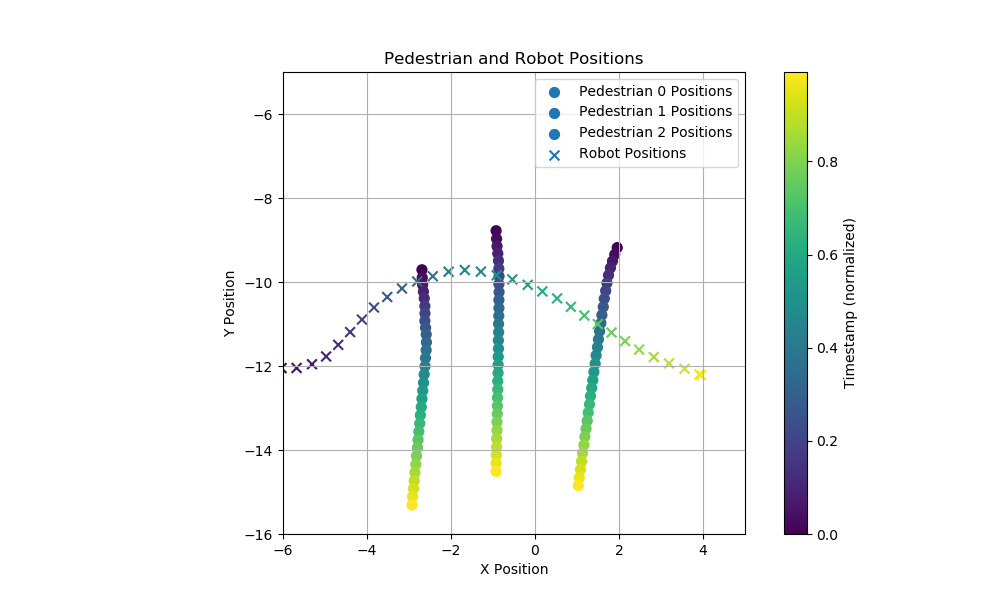 Pedestrian and Robot Positions
Pedestrian 0 Positions
Pedestrian 1 Positions
Pedestrian 2 Positions
Robot Positions
−6
−8
−10
−12
−14
−16
Y Position
−6 −4 −2 0 2 4
X Position
0.8
0.6
0.4
0.2
0.0
Timestamp (normalized)